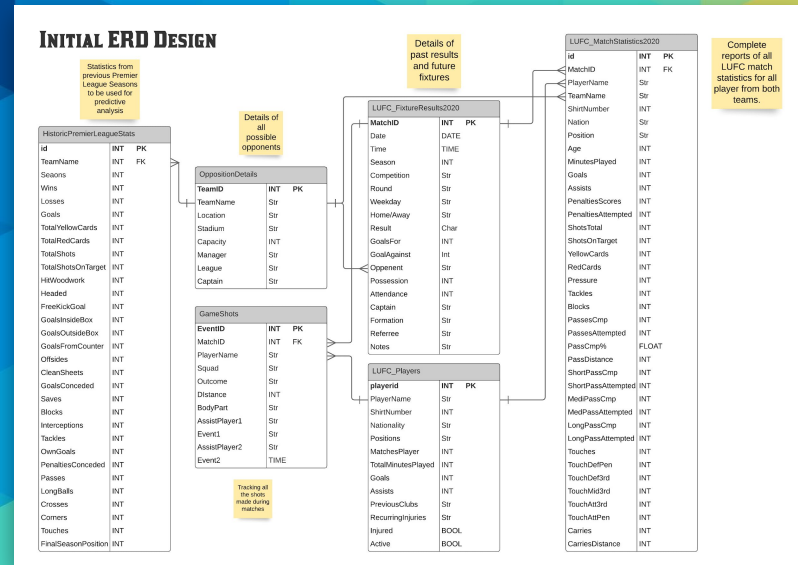 INITIAL ERD DESIGN
Statistics from
previous Premier
League Seasons
to be used for
predictive
analysis
Details of
all
possible
opponents
Details of
past results
and future
fixtures
Complete
reports of all
LUFC match
statistics for all
player from both
teams.
HistoricPremierLeagueStats
id INT PK
TeamName INT FK
Seaons INT
Wins INT
Losses INT
Goals INT
TotalYellowCards INT
TotalRedCards INT
TotalShots INT
TotalShotsOnTarget INT
HitWoodwork INT
Headed INT
FreeKickGoal INT
GoalsInsideBox INT
GoalsOutsideBox INT
GoalsFromCounter INT
Offsides INT
CleanSheets INT
GoalsConceded INT
Saves INT
Blocks INT
Interceptions INT
Tackles INT
OwnGoals INT
PenaltiesConceded INT
Passes INT
LongBalls INT
Crosses INT
Corners INT
Touches INT
FinalSeasonPosition INT
OppositionDetails
TeamID INT PK
TeamName Str
Location Str
Stadium Str
Capacity INT
Manager Str
League Str
Captain Str
GameShots
EventID INT PK
MatchID INT FK
PlayerName Str
Squad Str
Outcome Str
DIstance INT
BodyPart Str
AssistPlayer1 Str
Event1 Str
AssistPlayer2 Str
Event2 TIME
Tracking all
the shots
made during
matches
LUFC_FixtureResults2020
MatchID INT PK
Date DATE
Time TIME
Season INT
Competition Str
Round Str
Weekday Str
Home/Away Str
Result Char
GoalsFor INT
GoalAgainst Int
Oppenent Str
Possession INT
Attendance INT
Captain Str
Formation Str
Referree Str
Notes Str
LUFC_Players
playerid INT PK
PlayerName Str
ShirtNumber INT
Nationality Str
Positions Str
MatchesPlayer INT
TotalMinutesPlayed INT
Goals INT
Assists INT
PreviousClubs Str
RecurringInjuries Str
Injured BOOL
Active BOOL
LUFC_MatchStatistics2020
id INT PK
MatchID INT FK
PlayerName Str
TeamName Str
ShirtNumber INT
Nation Str
Position Str
Age INT
MinutesPlayed INT
Goals INT
Assists INT
PenaltiesScores INT
PenaltiesAttempted INT
ShotsTotal INT
ShotsOnTarget INT
YellowCards INT
RedCards INT
Pressure INT
Tackles INT
Blocks INT
PassesCmp INT
PassesAttempted INT
PassCmp% FLOAT
PassDistance INT
ShortPassCmp INT
ShortPassAttempted INT
MediPassCmp INT
MedPassAttempted INT
LongPassCmp INT
LongPassAttempted INT
Touches INT
TouchDefPen INT
TouchDef3rd INT
TouchMid3rd INT
TouchAtt3rd INT
TouchAttPen INT
Carries INT
CarriesDistance INT